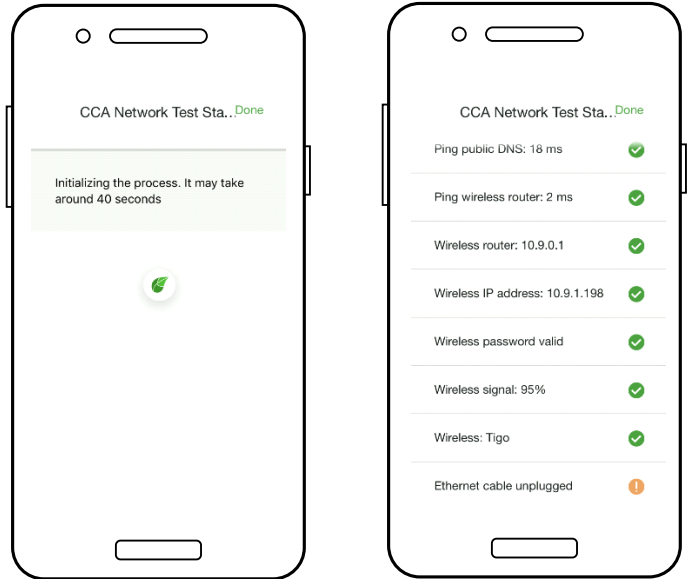 CCA Network Test Sta... Done
Initializing the process. It may take
around 40 seconds
CCA Network Test Sta... Done
Ping public DNS: 18 ms
Ping wireless router: 2 ms
Wireless router: 10.9.0.1
Wireless IP address: 10.9.1.198
Wireless password valid
Wireless signal: 95%
Wireless: Tigo
Ethernet cable unplugged